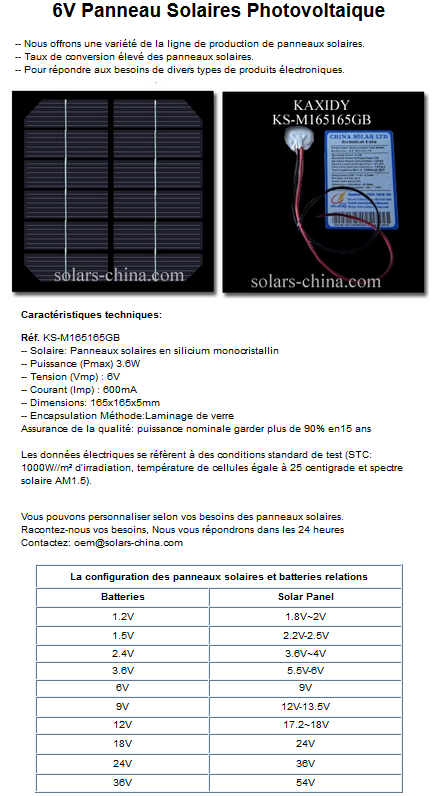 6V Panneau Solaires Photovoltaique
-- Nous offrons une variété de la ligne de production de panneaux solaires.
-- Taux de conversion élevé des panneaux solaires.
-- Pour répondre aux besoins de divers types de produits électroniques.
KAXIDY
KS-M165165GB
CHINA SOLAR LTD
Technical Data
solars-china.com
solars-china.com
Caractéristiques techniques:
Réf. KS-M165165GB
-- Solaire: Panneaux solaires en silicium monocristallin
-- Puissance (Pmax) 3.6W
-- Tension (Vmp) : 6V
-- Courant (Imp) : 600mA
-- Dimensions: 165x165x5mm
-- Encapsulation Méthode:Laminage de verre
Assurance de la qualité: puissance nominale garder plus de 90% en15 ans
Les données électriques se réfèrent à des conditions standard de test (STC:
1000W//m² d'irradiation, température de cellules égale à 25 centigrade et spectre
solaire AM1.5).
Vous pouvons personnaliser selon vos besoins des panneaux solaires.
Racontez-nous vos besoins, Nous vous répondrons dans les 24 heures
Contactez: oem@solars-china.com
La configuration des panneaux solaires et batteries relations
Batteries Solar Panel
1.2V 1.8V~2V
1.5V 2.2V-2.5V
2.4V 3.6V~4V
3.6V 5.5V-6V
6V 9V
9V 12V-13.5V
12V 17.2~18V
18V 24V
24V 36V
36V 54V